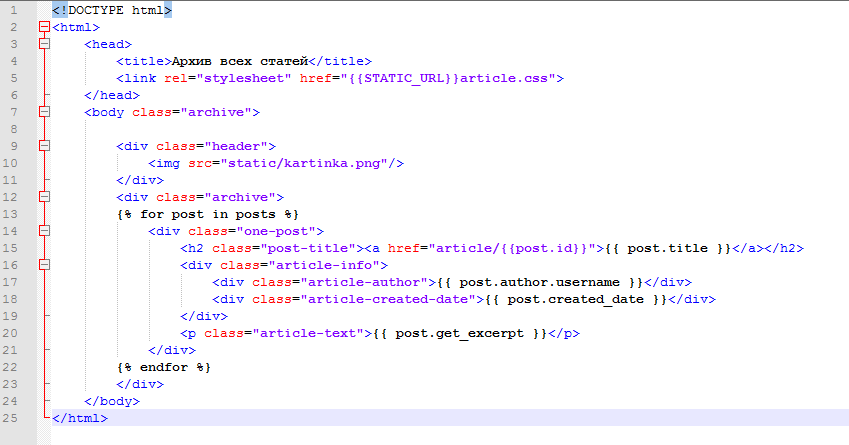 1 <!DOCTYPE html>
2 <html>
3     <head>
4         <title>Архив всех статей</title>
5         <link rel="stylesheet" href="{{STATIC_URL}}article.css">
6     </head>
7     <body class="archive">
8
9         <div class="header">
10             <img src="static/kartinka.png"/>
11         </div>
12         <div class="archive">
13         {% for post in posts %}
14             <div class="one-post">
15                 <h2 class="post-title"><a href="article/{{post.id}}">{{ post.title }}</a></h2>
16                 <div class="article-info">
17                     <div class="article-author">{{ post.author.username }}</div>
18                     <div class="article-created-date">{{ post.created_date }}</div>
19                 </div>
20                 <p class="article-text">{{ post.get_excerpt }}</p>
21             </div>
22         {% endfor %}
23         </div>
24     </body>
25 </html>